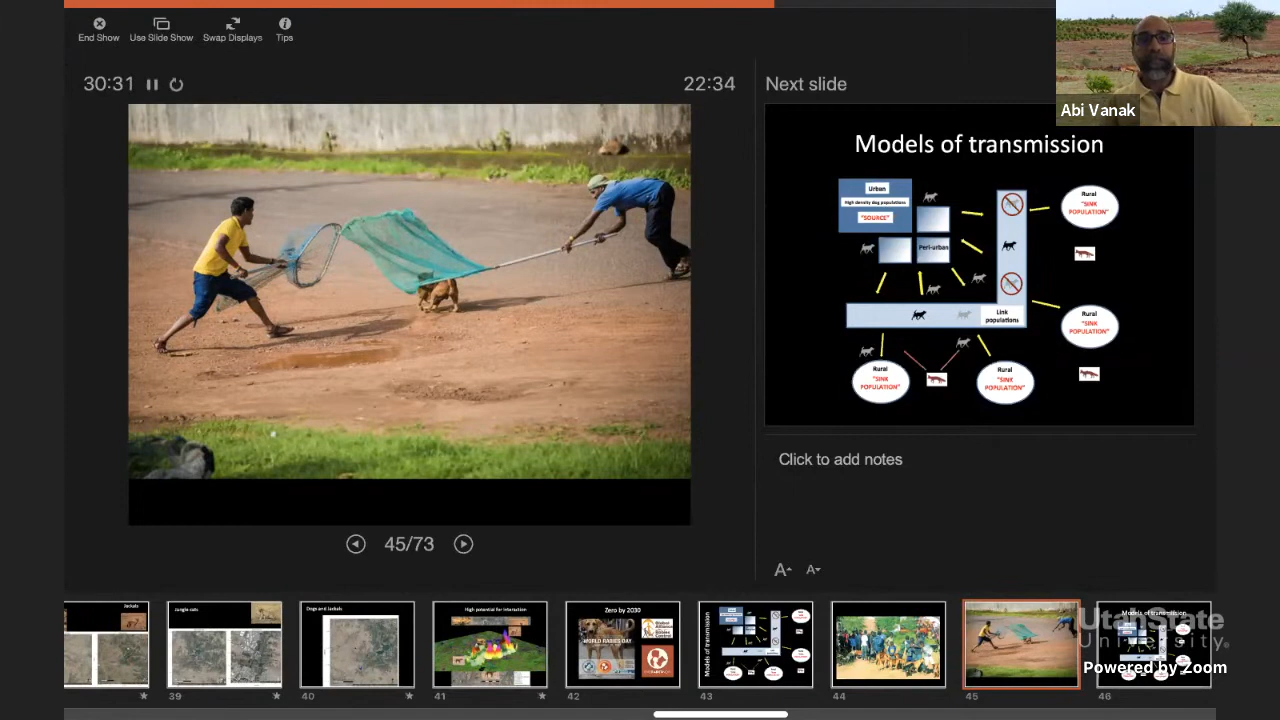 End Show
Use Slide Show
Swap Displays
Tips
Abi Vanak
30:31
22:34
Next slide
Models of transmission
Urban
High density dog populations
"SOURCE"
Peri-urban
Link
populations
Rural
"SINK
POPULATION"
Rural
"SINK
POPULATION"
Rural
"SINK
POPULATION"
Rural
"SINK
POPULATION"
Click to add notes
45/73
A
A
Jackals
Jungle cats
Dogs and Jackals
High potential for interaction
Zero by 2030
WORLD RABIES DAY
Models of transmission
Models of transmission
39
40
41
42
43
44
45
46
UtahState
University
Powered by Zoom